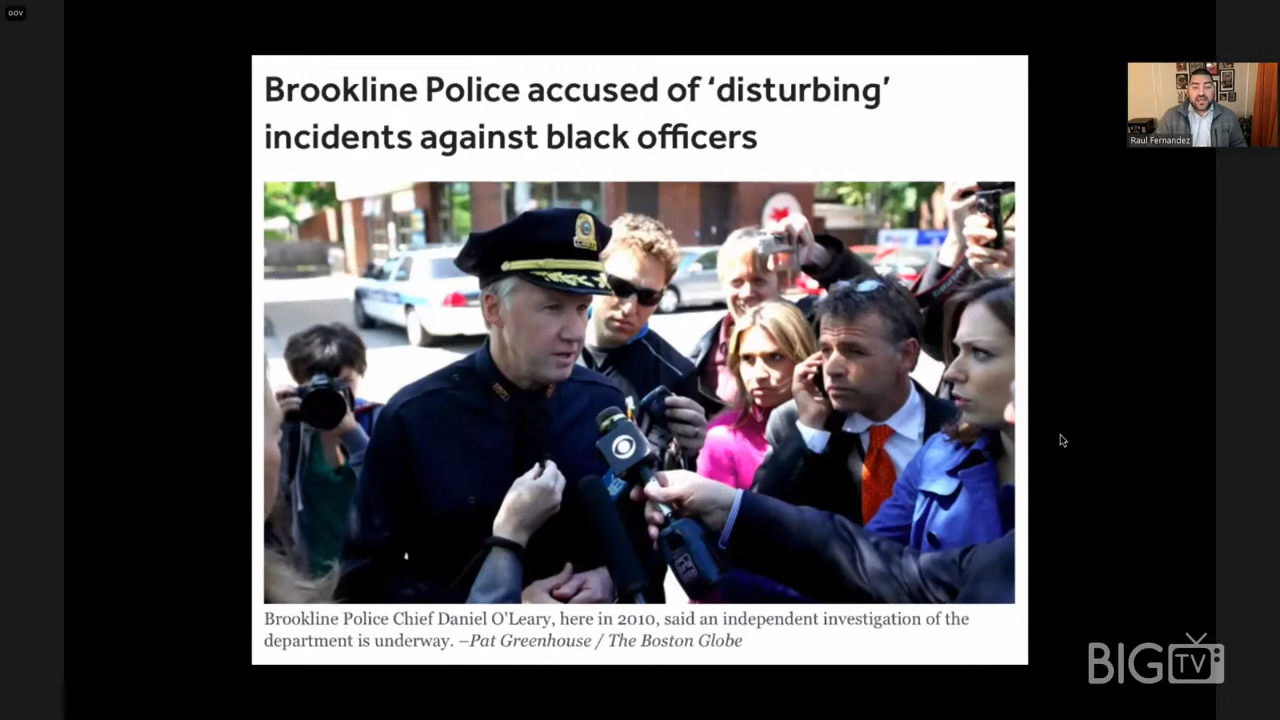 GOV
Brookline Police accused of ‘disturbing’
incidents against black officers
Raul Fernandez
Brookline Police Chief Daniel O'Leary, here in 2010, said an independent investigation of the
department is underway. –Pat Greenhouse / The Boston Globe
BIG TV